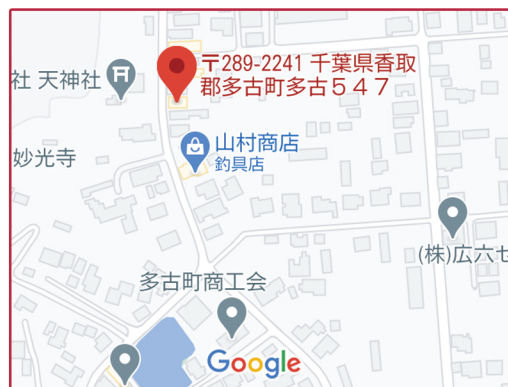 〒289-2241 千葉県香取
郡多古町多古５４７
社 天神社
山村商店
釣具店
妙光寺
(株)広六セ
多古町商工会
Google